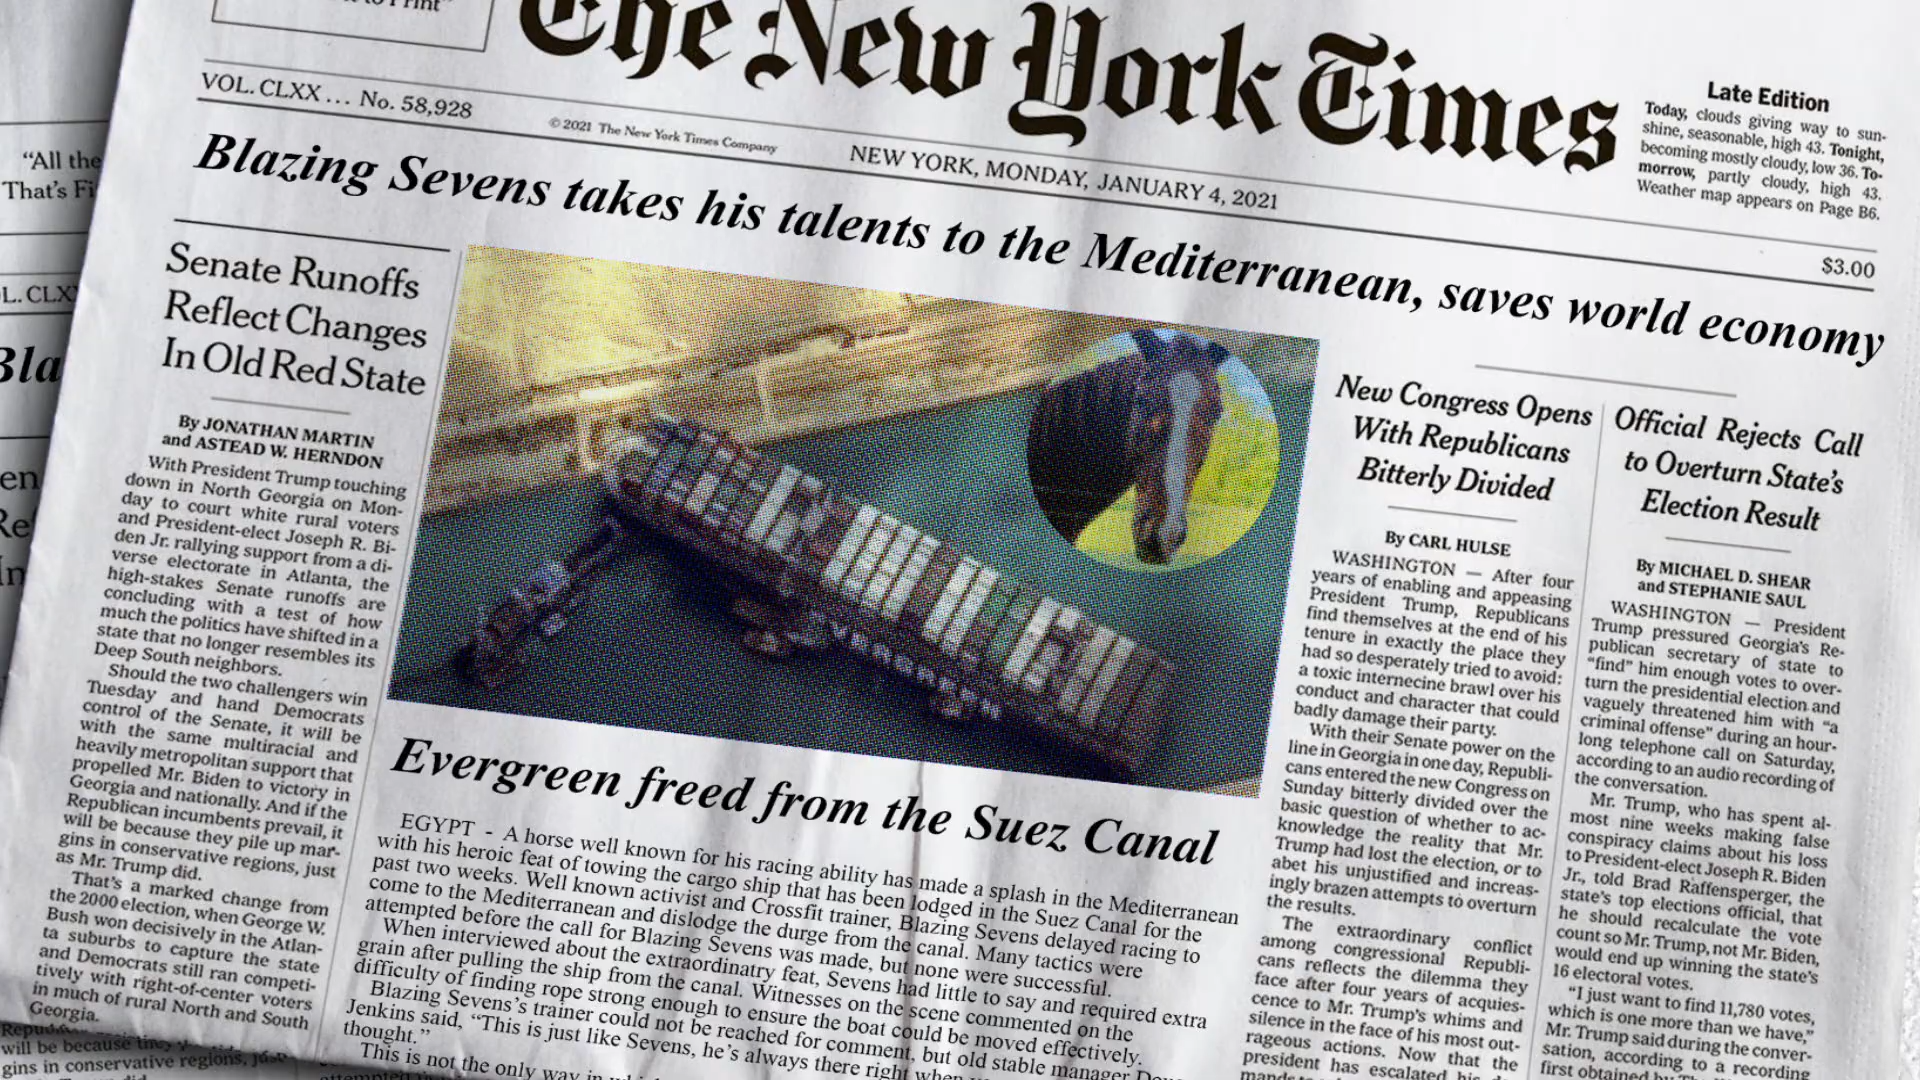 to Print"
The New York Times
Late Edition
Today, clouds giving way to sun-
shine, seasonable, high 43. Tonight,
becoming mostly cloudy, low 36. To-
morrow, partly cloudy, high 43.
Weather map appears on Page B6.
VOL. CLXX ... No. 58,928
© 2021 The New York Times Company
NEW YORK, MONDAY, JANUARY 4, 2021
$3.00
Blazing Sevens takes his talents to the Mediterranean, saves world economy
Senate Runoffs
Reflect Changes
In Old Red State
By JONATHAN MARTIN
and ASTEAD W. HERNDON
With President Trump touching
down in North Georgia on Mon-
day to court white rural voters
and President-elect Joseph R. Bi-
den Jr. rallying support from a di-
verse electorate in Atlanta, the
high-stakes Senate runoffs are
concluding with a test of how
much the politics have shifted in a
state that no longer resembles its
Deep South neighbors.
Should the two challengers win
Tuesday and hand Democrats
control of the Senate, it will be
with the same multiracial and
heavily metropolitan support that
propelled Mr. Biden to victory in
Georgia and nationally. And if the
Republican incumbents prevail, it
will be because they pile up mar-
gins in conservative regions, just
as Mr. Trump did.
That's a marked change from
the 2000 election, when George W.
Bush won decisively in the Atlan-
ta suburbs to capture the state
and Democrats still ran competi-
tively with right-of-center voters
in much of rural North and South
Georgia.
EVERGREEN
Evergreen freed from the Suez Canal
EGYPT - A horse well known for his racing ability has made a splash in the Mediterranean
with his heroic feat of towing the cargo ship that has been lodged in the Suez Canal for the
past two weeks. Well known activist and Crossfit trainer, Blazing Sevens delayed racing to
come to the Mediterranean and dislodge the durge from the canal. Many tactics were
attempted before the call for Blazing Sevens was made, but none were successful.
When interviewed about the extraordinatry feat, Sevens had little to say and required extra
grain after pulling the ship from the canal. Witnesses on the scene commented on the
difficulty of finding rope strong enough to ensure the boat could be moved effectively.
Blazing Sevens's trainer could not be reached for comment, but old stable manager
Jenkins said, "This is just like Sevens, he's always there right when
thought."
This is not the only way in
New Congress Opens
With Republicans
Bitterly Divided
By CARL HULSE
WASHINGTON — After four
years of enabling and appeasing
President Trump, Republicans
find themselves at the end of his
tenure in exactly the place they
had so desperately tried to avoid:
a toxic internecine brawl over his
conduct and character that could
badly damage their party.
With their Senate power on the
line in Georgia in one day, Republi-
cans entered the new Congress on
Sunday bitterly divided over the
basic question of whether to ac-
knowledge the reality that Mr.
Trump had lost the election, or to
abet his unjustified and increas-
ingly brazen attempts to overturn
the results.
The extraordinary conflict
among congressional Republi-
cans reflects the dilemma they
face after four years of acquies-
cence to Mr. Trump's whims and
silence in the face of his most out-
rageous actions. Now that the
president has escalated his
Official Rejects Call
to Overturn State's
Election Result
By MICHAEL D. SHEAR
and STEPHANIE SAUL
WASHINGTON — President
Trump pressured Georgia's Re-
publican secretary of state to
"find" him enough votes to over-
turn the presidential election and
vaguely threatened him with "a
criminal offense" during an hour-
long telephone call on Saturday,
according to an audio recording of
the conversation.
Mr. Trump, who has spent al-
most nine weeks making false
conspiracy claims about his loss
to President-elect Joseph R. Biden
Jr., told Brad Raffensperger, the
state's top elections official, that
he should recalculate the vote
count so Mr. Trump, not Mr. Biden,
would end up winning the state's
16 electoral votes.
"I just want to find 11,780 votes,
which is one more than we have,"
Mr. Trump said during the conver-
sation, according to a recording
first obtained by The
"All the
That's Fi
L. CLX
Bla
en
Re
In
will be because they
gins in conservative regions, just